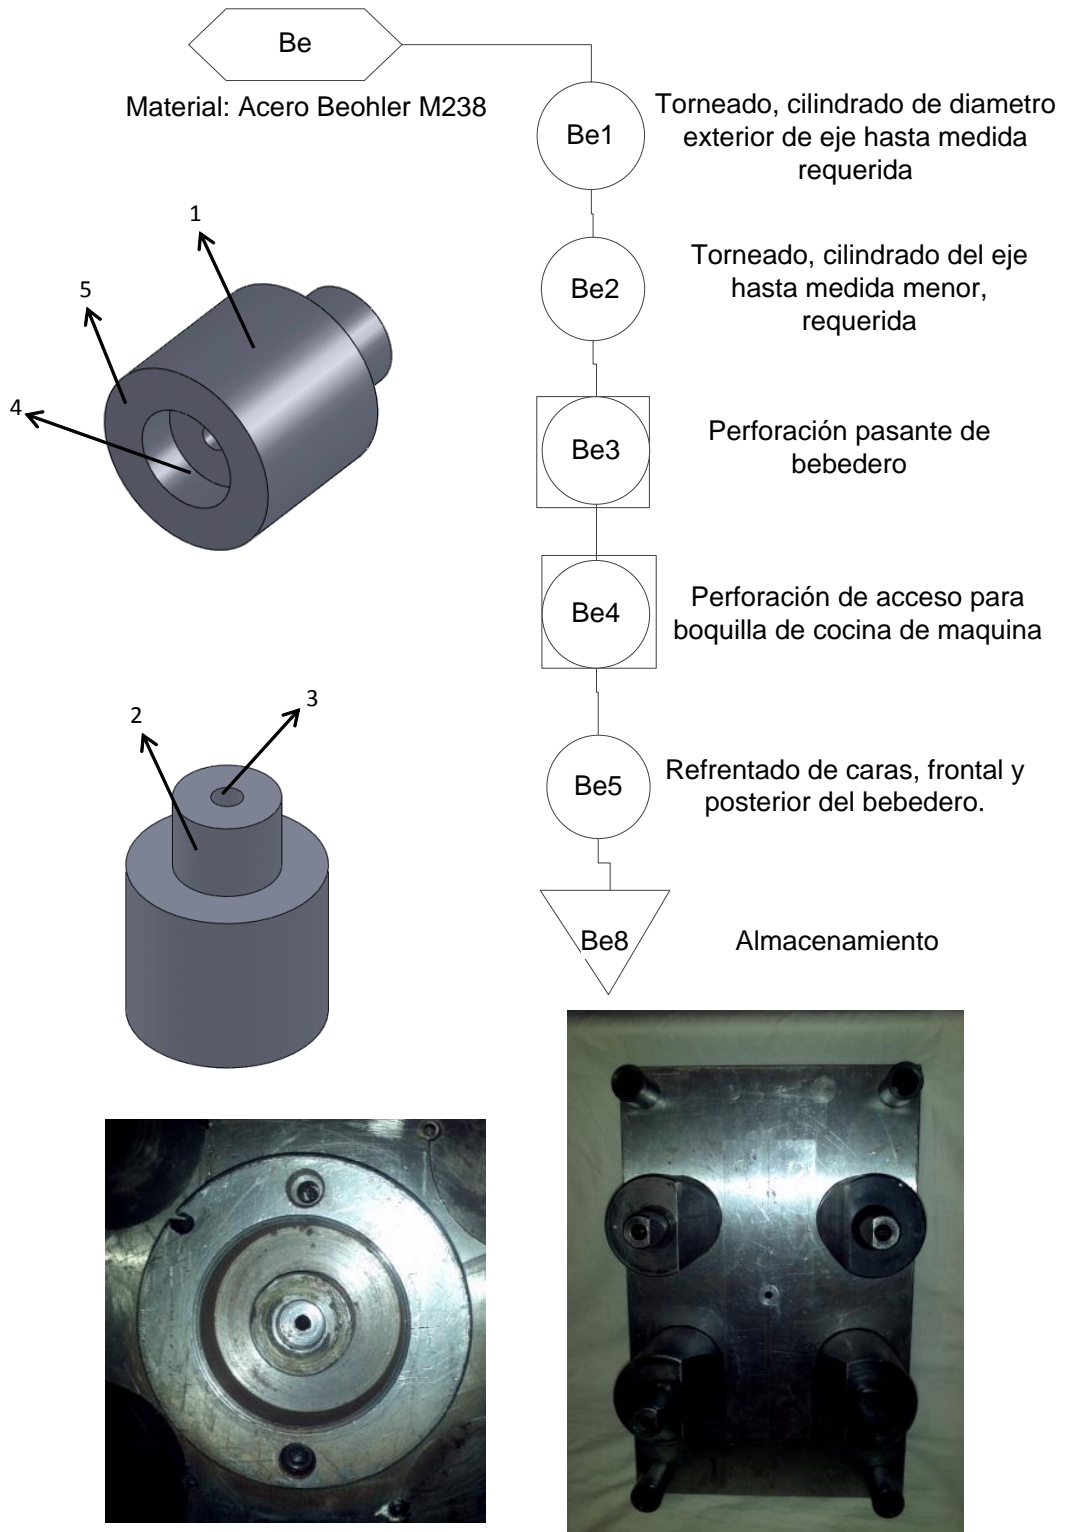 Be
Material: Acero Beohler M238
Be1
Torneado, cilindrado de diametro
exterior de eje hasta medida
requerida
1
5
4
Be2
Torneado, cilindrado del eje
hasta medida menor,
requerida
Be3
Perforación pasante de
bebedero
Be4
Perforación de acceso para
boquilla de cocina de maquina
2
3
Be5
Refrentado de caras, frontal y
posterior del bebedero.
Be8
Almacenamiento